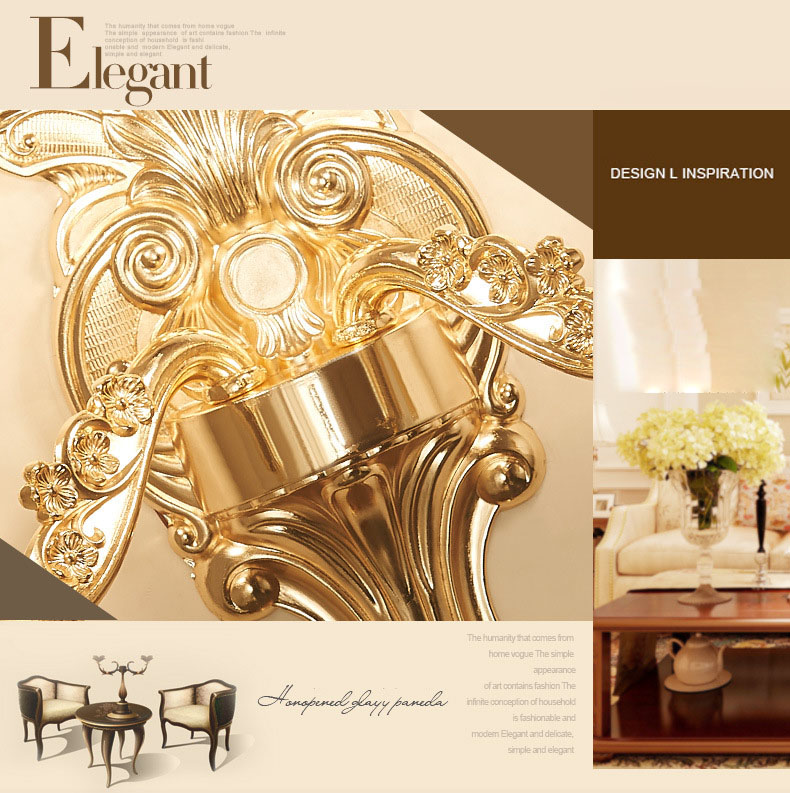 Elegant
The humanity that comes from home vogue
The simple appearance of art contains fashion The infinite
conception of household is fashi
onable and modern Elegant and delicate,
simple and elegant
DESIGN L INSPIRATION
The humanity that comes from
home vogue The simple
appearance
of art contains fashion The
infinite conception of household
is fashionable and
modern Elegant and delicate,
simple and elegant